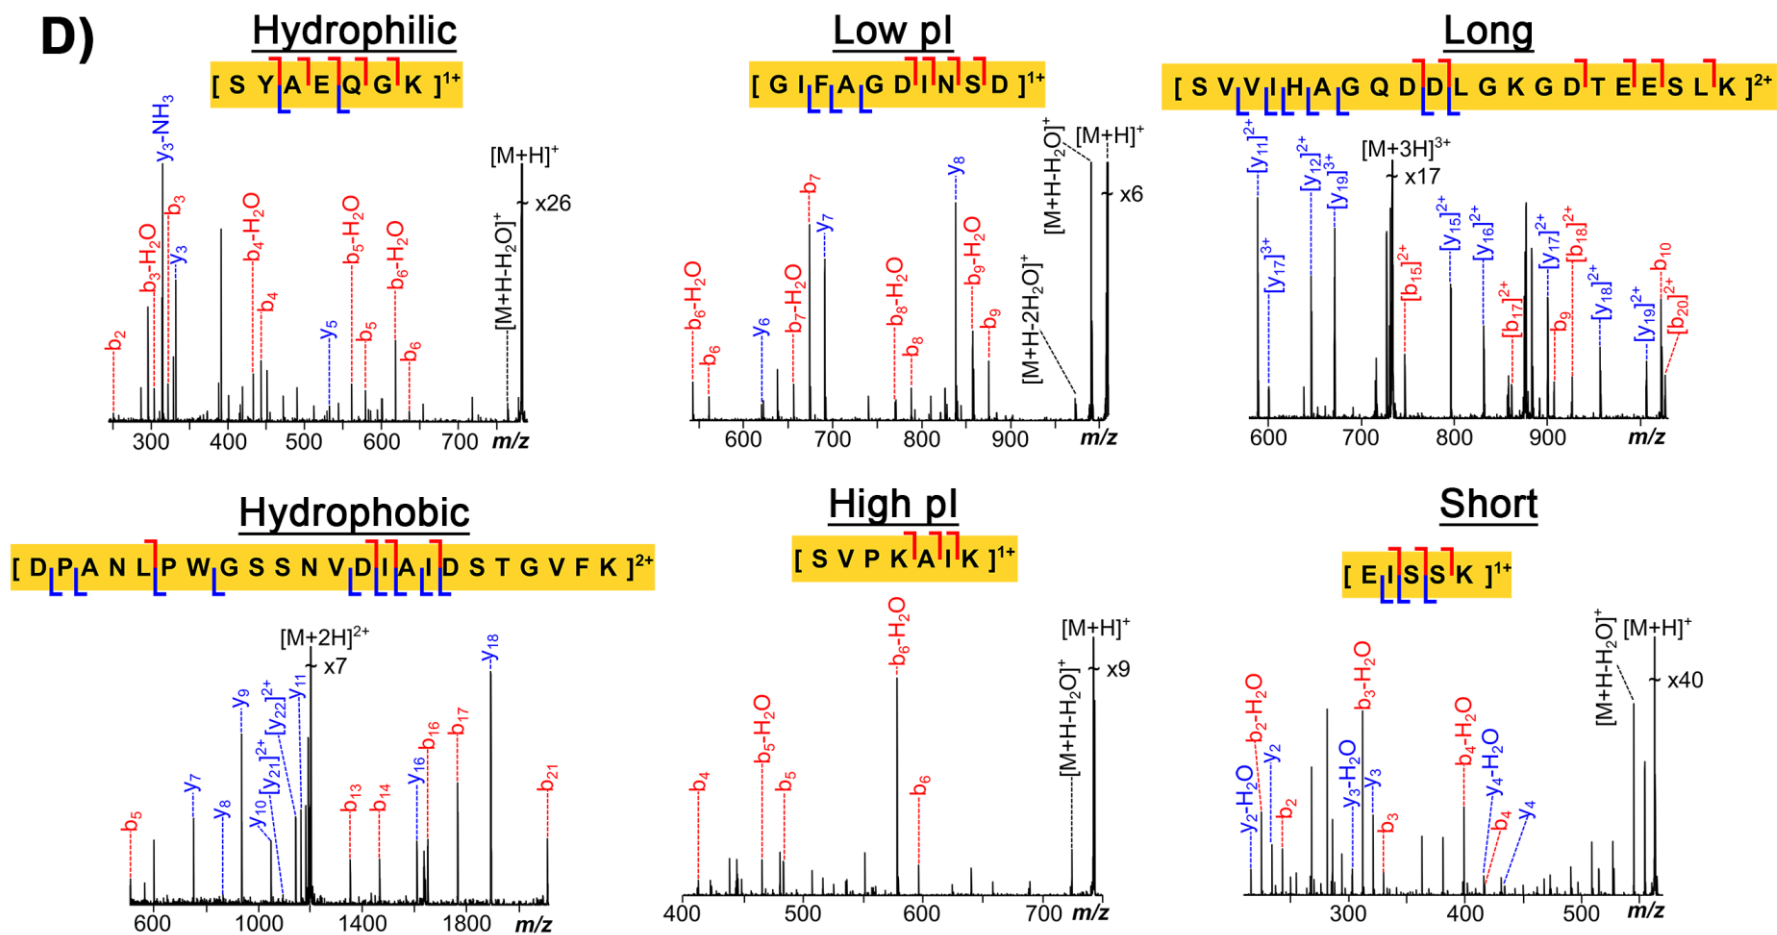 D)
Hydrophilic
[ S Y A E Q G K ]1+
b2
b3-H2O
y3-NH3
b3
y3
b4-H2O
b4
y5
b5-H2O
b5
b6-H2O
b6
[M+H-H2O]+
[M+H]+
~ x26
300 400 500 600 700 m/z
Low pI
[ G I F A G D I N S D ]1+
b6-H2O
b6
y6
b7-H2O
b7
y7
b8-H2O
b8
y8
b9-H2O
b9
[M+H-2H2O]+
[M+H-H2O]+
[M+H]+
~ x6
600 700 800 900 m/z
Long
[ S V V I H A G Q D D L G K G D T E E S L K ]2+
[y11]2+
[y17]3+
[y12]2+
[y19]3+
[M+3H]3+
~ x17
[b15]2+
[y15]2+
[y16]2+
[b17]2+
[y17]2+
b9
[b18]2+
[y18]2+
[y19]2+
b10
[b20]2+
600 700 800 900 m/z
Hydrophobic
[ D P A N L P W G S S N V D I A I D S T G V F K ]2+
b5
y7
y8
y9
y10
[y21]2+
[y22]2+
y11
[M+2H]2+
~ x7
b13
b14
y16
b16
b17
y18
b21
600 1000 1400 1800 m/z
High pI
[ S V P K A I K ]1+
b4
b5-H2O
b5
b6-H2O
b6
[M+H-H2O]+
[M+H]+
~ x9
400 500 600 700 m/z
Short
[ E I S S K ]1+
y2-H2O
b2-H2O
y2
b2
y3-H2O
b3-H2O
y3
b3
b4-H2O
y4-H2O
b4
y4
[M+H-H2O]+
[M+H]+
~ x40
300 400 500 m/z